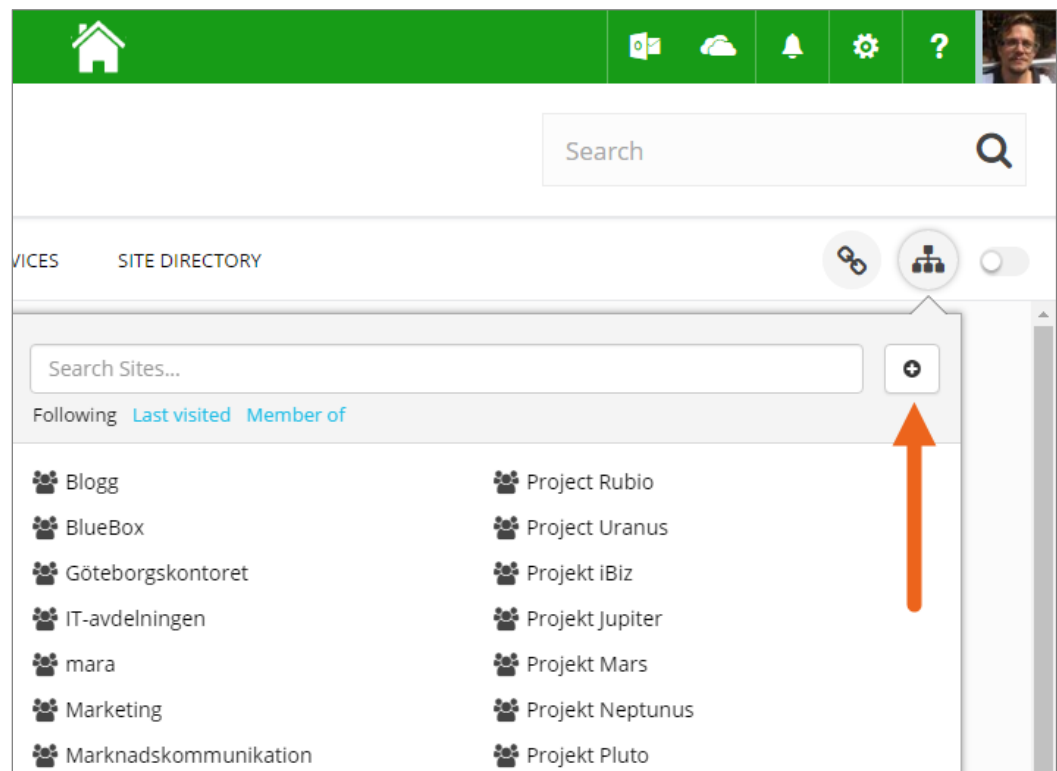 ?
Search
VICES SITE DIRECTORY
Search Sites...
Following Last visited Member of
Blogg
BlueBox
Göteborgskontoret
IT-avdelningen
mara
Marketing
Marknadskommunikation
Project Rubio
Project Uranus
Projekt iBiz
Projekt Jupiter
Projekt Mars
Projekt Neptunus
Projekt Pluto